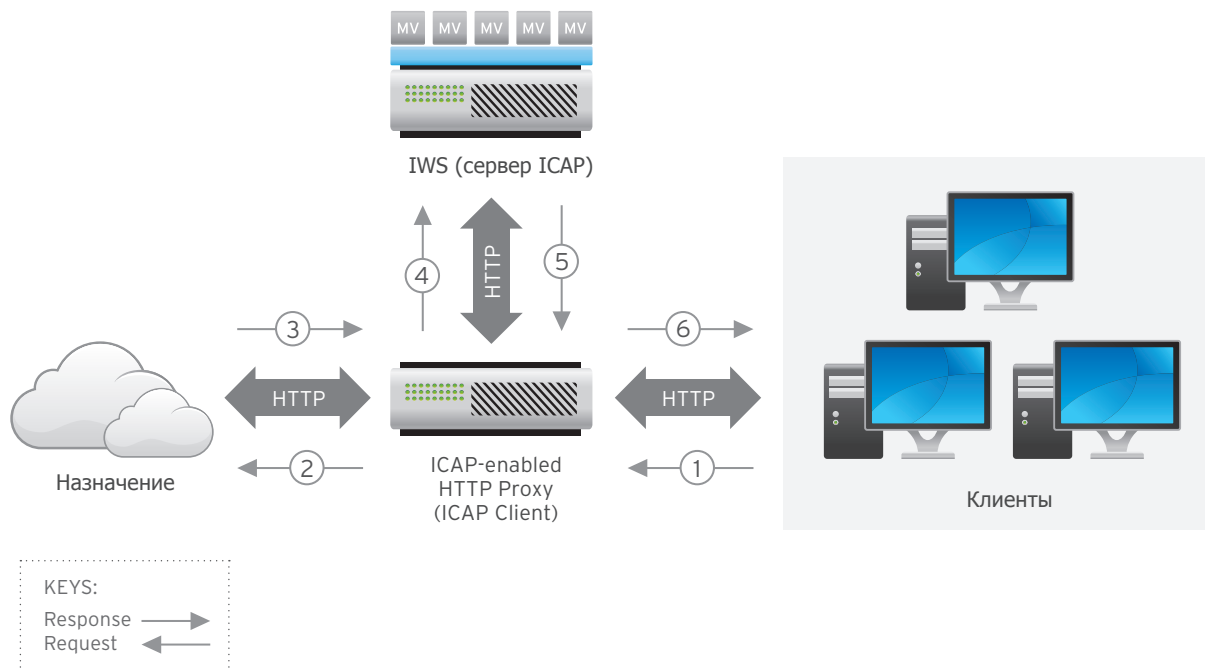 MV MV MV MV MV
IWS (сервер ICAP)
4
HTTP
5
3
6
HTTP
HTTP
2
1
Назначение
ICAP-enabled
HTTP Proxy
(ICAP Client)
Клиенты
KEYS:
Response
Request